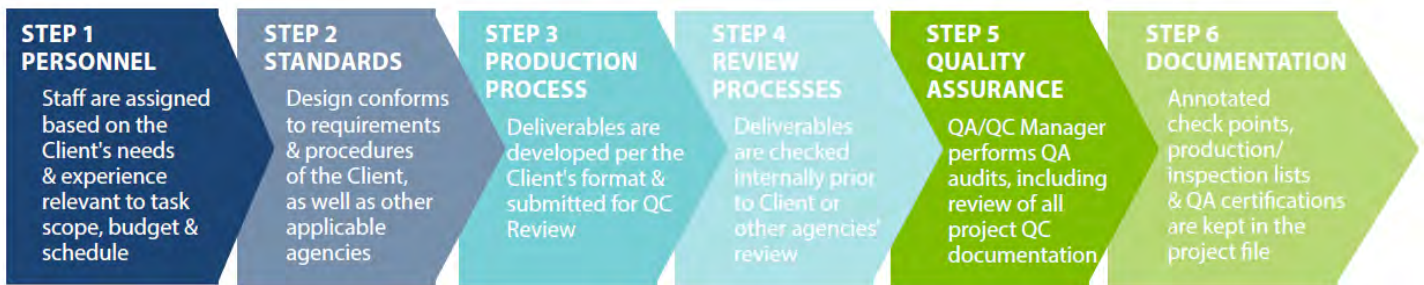 STEP 1
PERSONNEL
Staff are assigned
based on the
Client's needs
& experience
relevant to task
scope, budget &
schedule
STEP 2
STANDARDS
Design conforms
to requirements
& procedures
of the Client,
as well as other
applicable
agencies
STEP 3
PRODUCTION
PROCESS
Deliverables are
developed per the
Client's format &
submitted for QC
Review
STEP 4
REVIEW
PROCESSES
Deliverables
are checked
internally prior
to Client or
other agencies'
review
STEP 5
QUALITY
ASSURANCE
QA/QC Manager
performs QA
audits, including
review of all
project QC
documentation
STEP 6
DOCUMENTATION
Annotated
check points,
production/
inspection lists
& QA certifications
are kept in the
project file